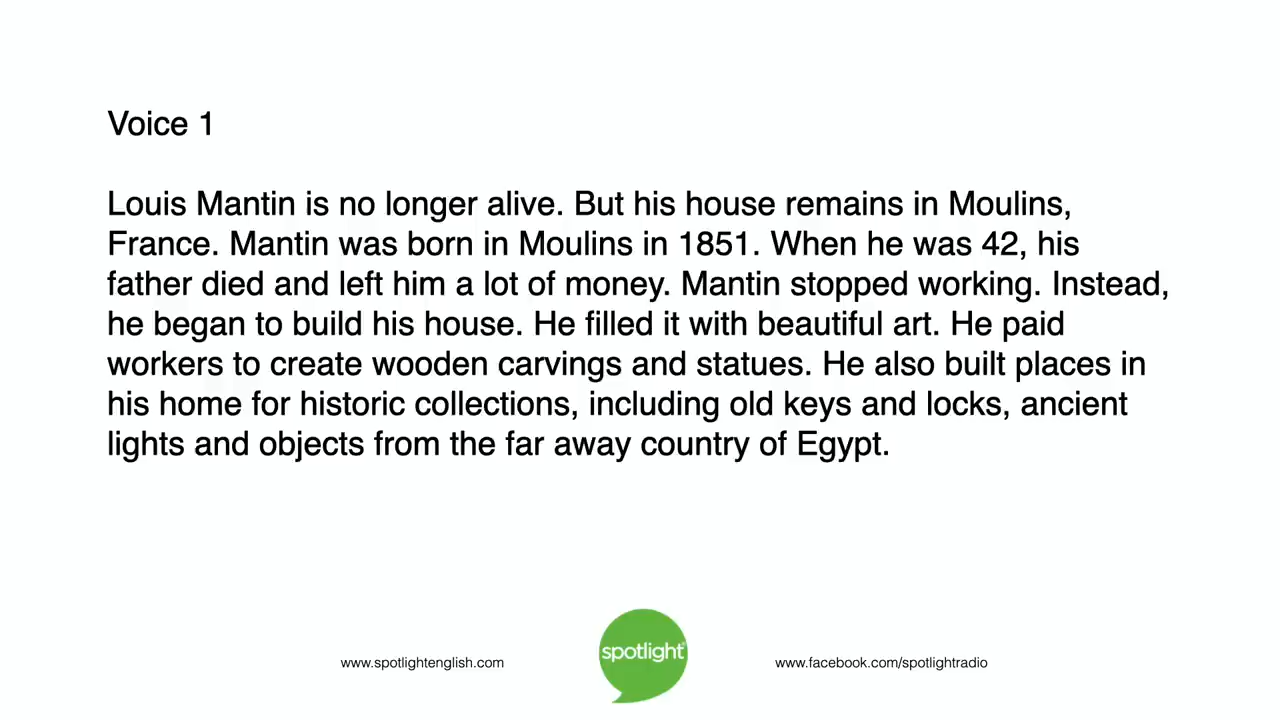 Voice 1
Louis Mantin is no longer alive. But his house remains in Moulins,
France. Mantin was born in Moulins in 1851. When he was 42, his
father died and left him a lot of money. Mantin stopped working. Instead,
he began to build his house. He filled it with beautiful art. He paid
workers to create wooden carvings and statues. He also built places in
his home for historic collections, including old keys and locks, ancient
lights and objects from the far away country of Egypt.
www.spotlightenglish.com
spotlight®
www.facebook.com/spotlightradio